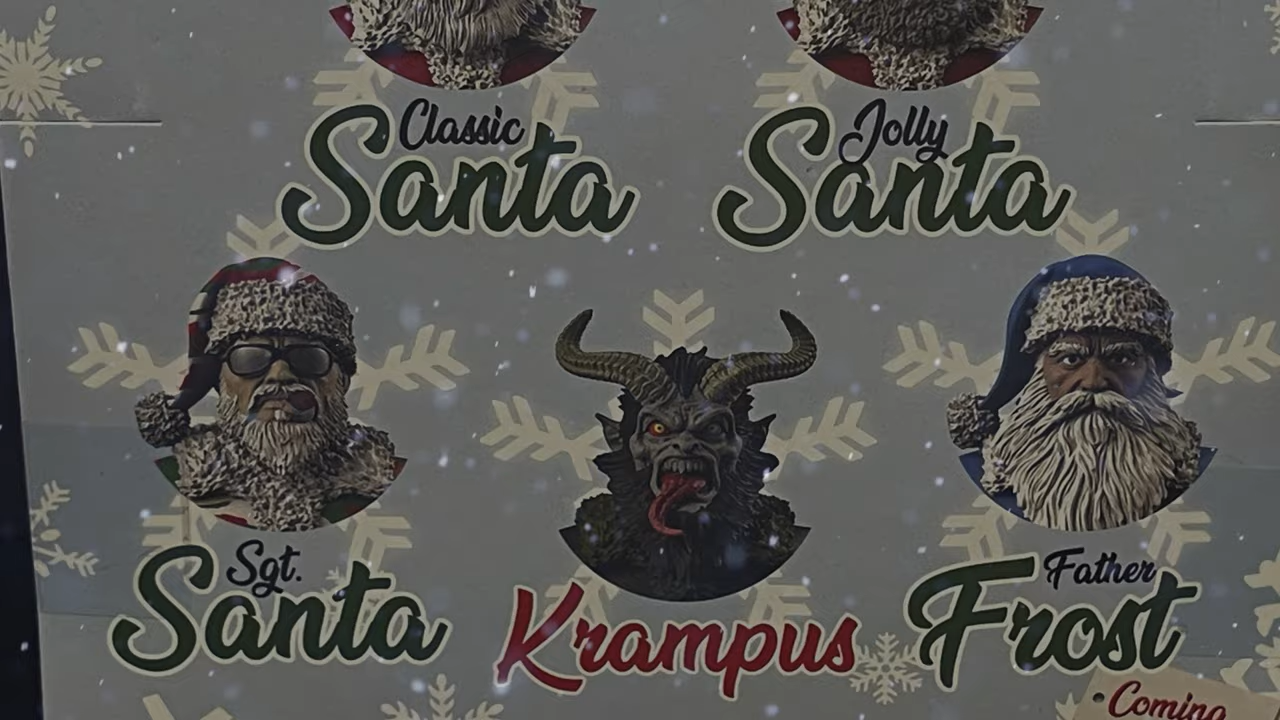 Classic
Santa
Jolly
Santa
Sgt.
Santa
Krampus
Father
Frost
Coming